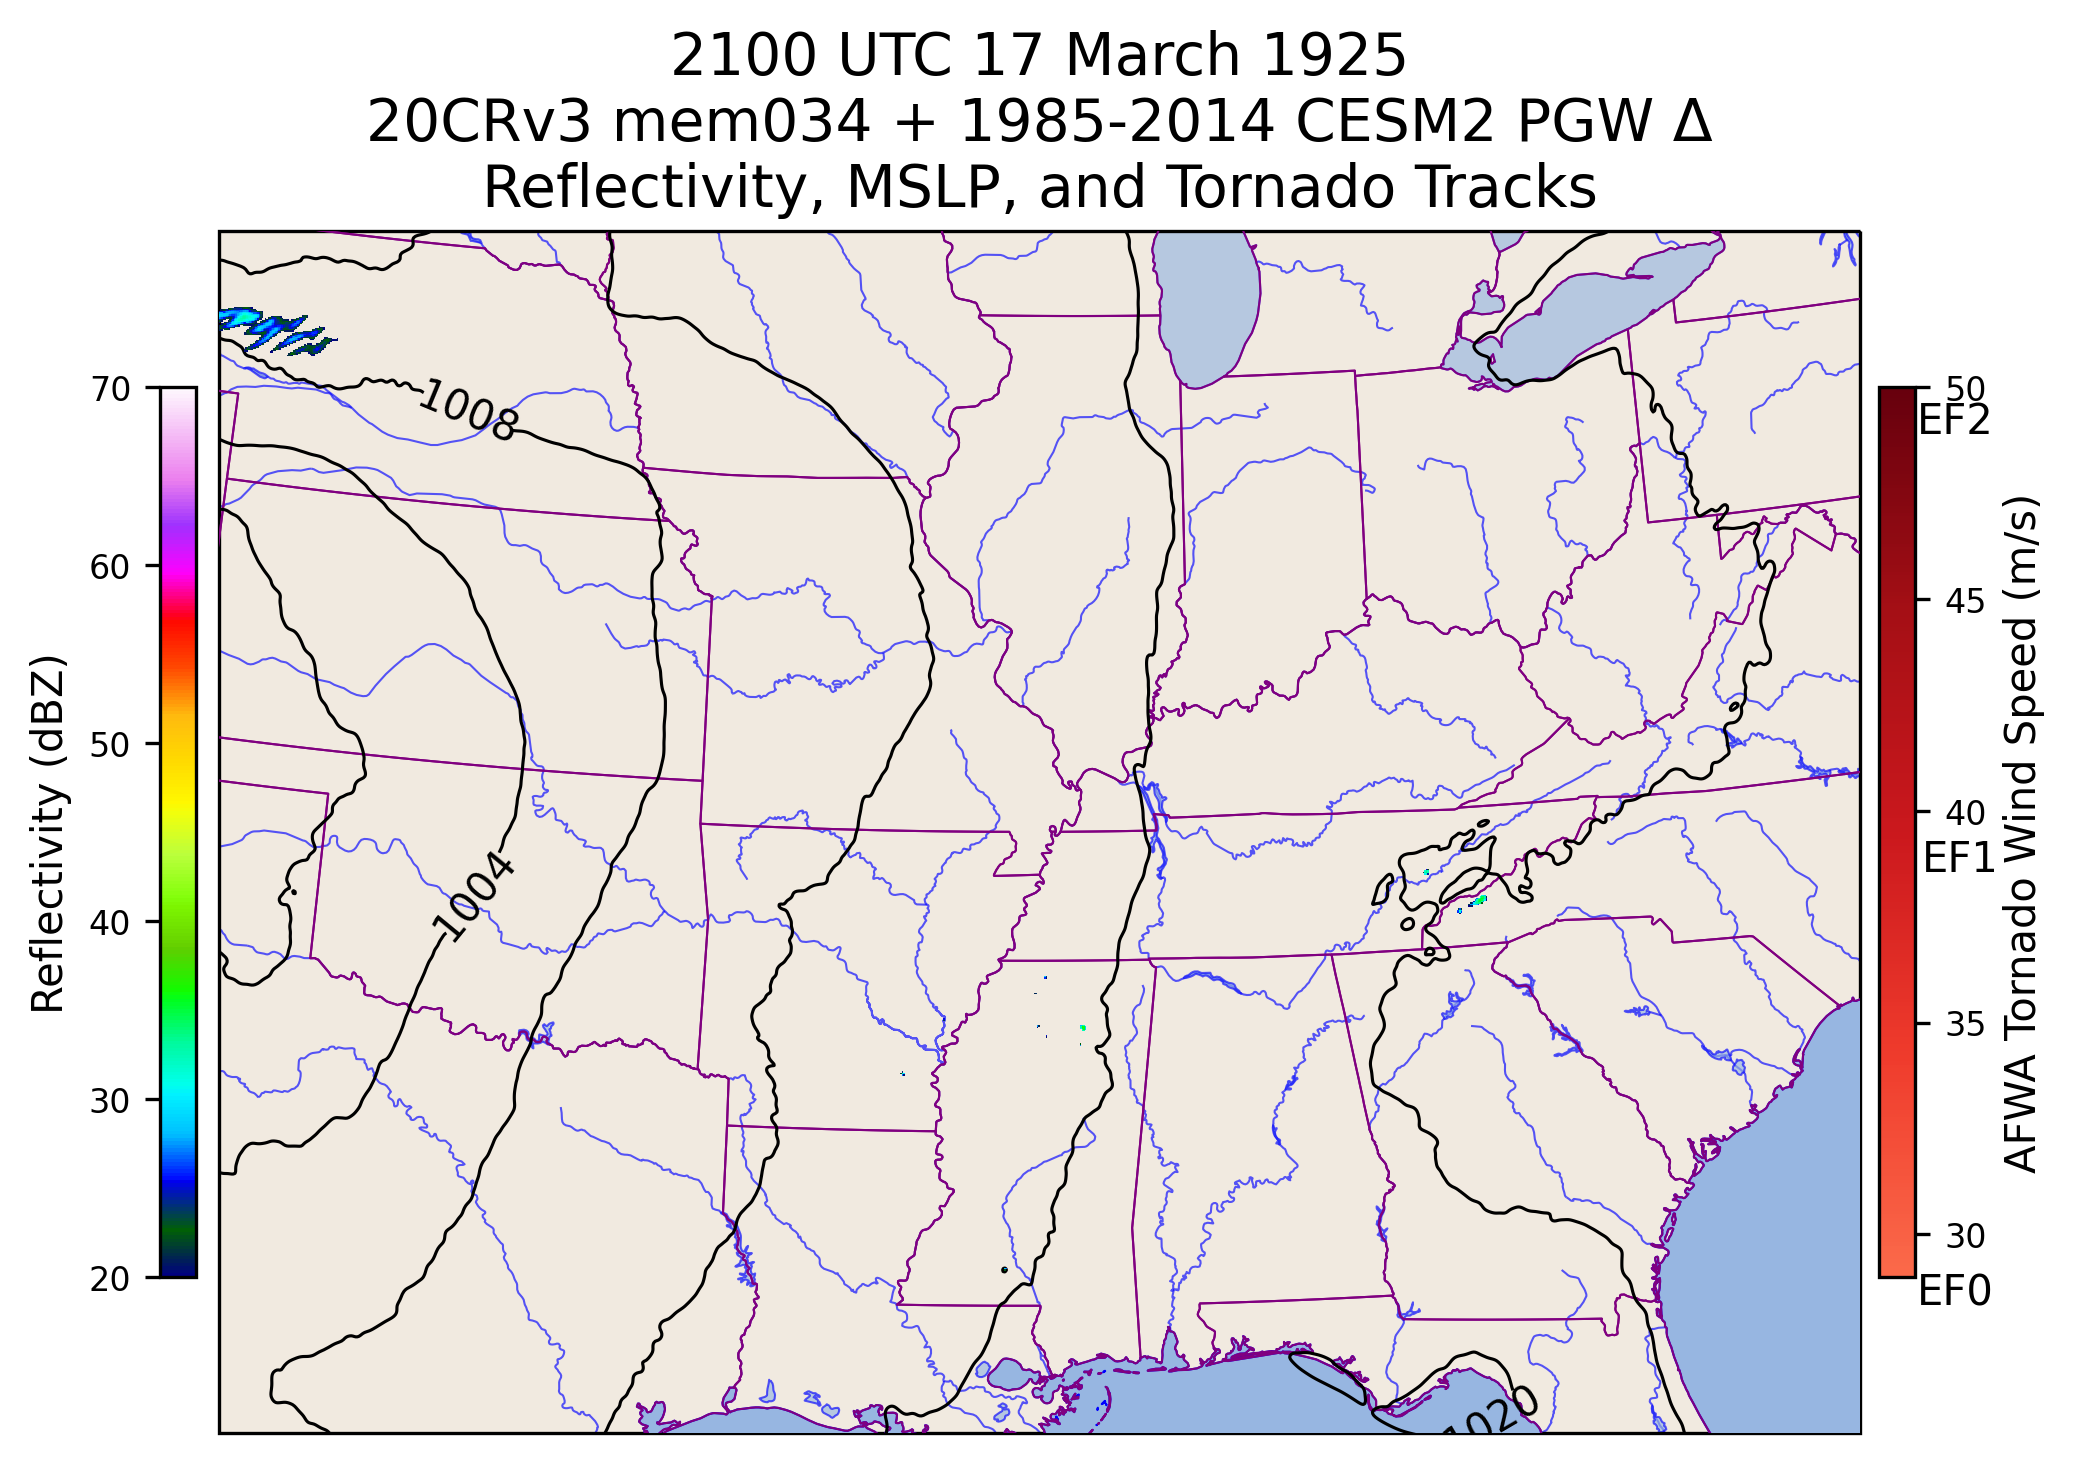 2100 UTC 17 March 1925
20CRv3 mem034 + 1985-2014 CESM2 PGW Δ
Reflectivity, MSLP, and Tornado Tracks
70
60
50
40
30
20
Reflectivity (dBZ)
1008
1004
1020
50
EF2
45
40
EF1
35
30
EF0
AFWA Tornado Wind Speed (m/s)